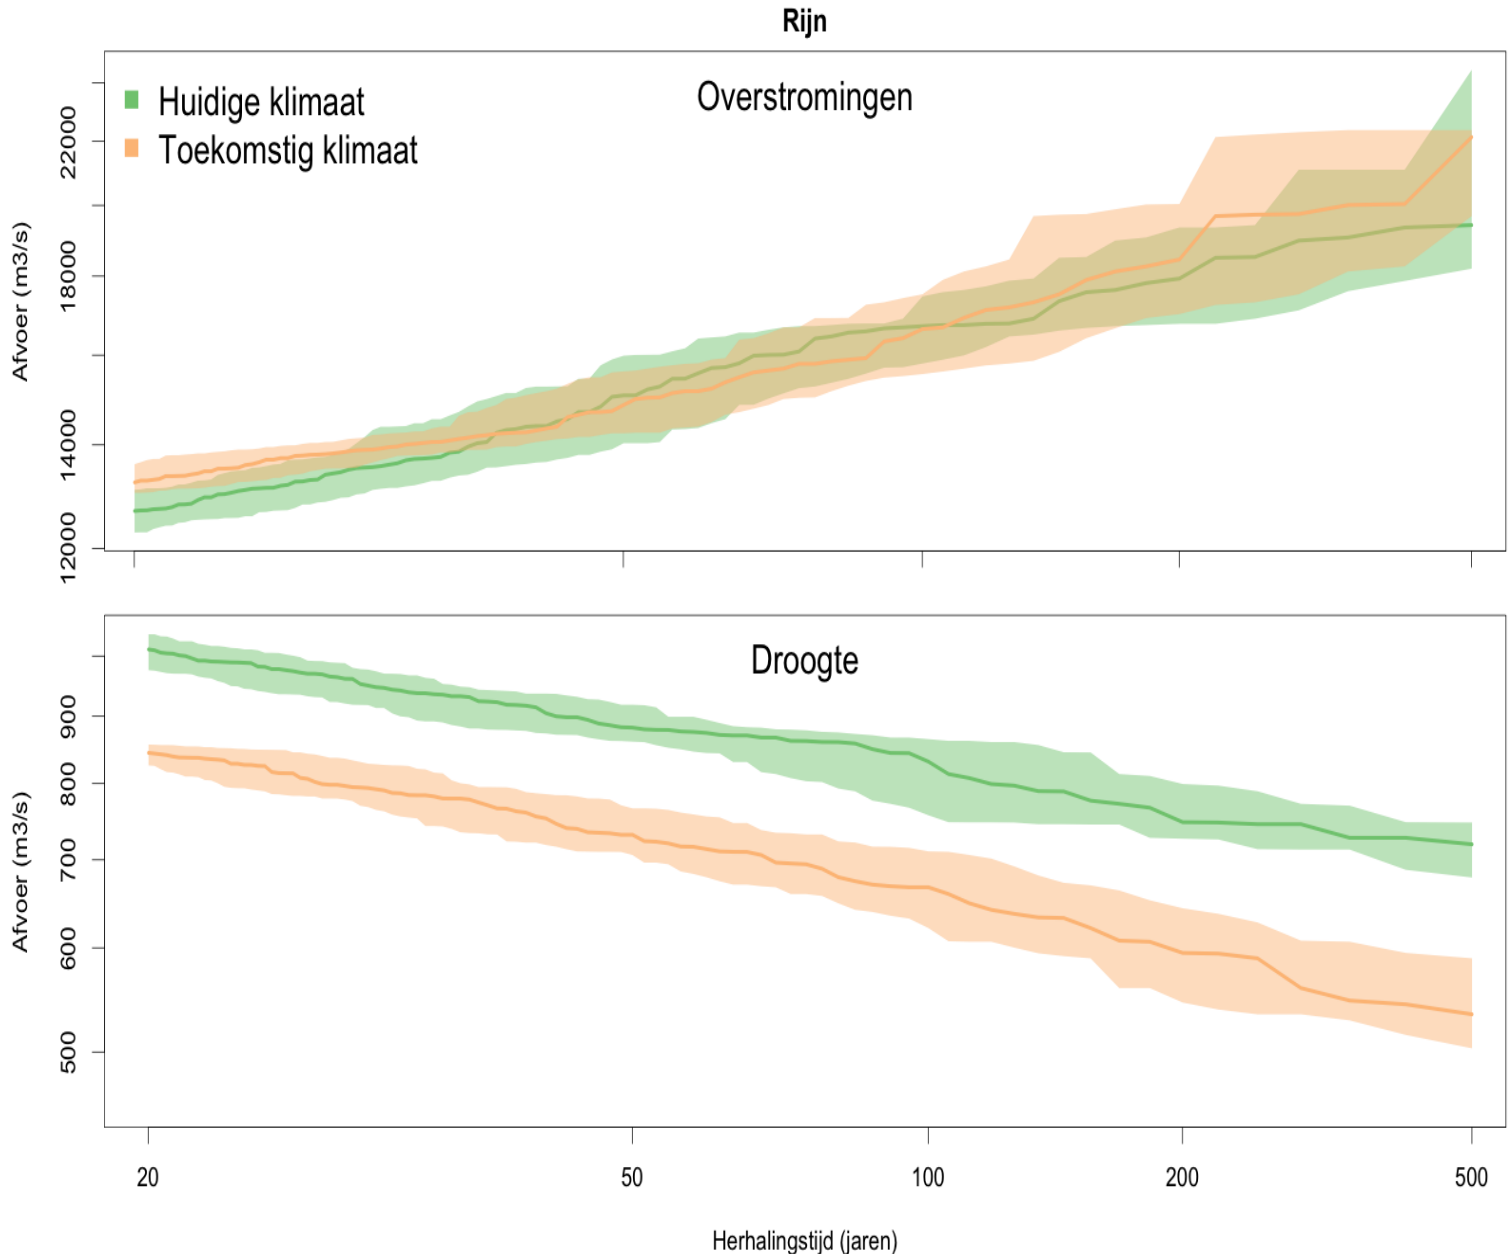 Rijn
Overstromingen
Huidige klimaat
Toekomstig klimaat
Afvoer (m3/s)
22000
18000
14000
12000
Droogte
Afvoer (m3/s)
900
800
700
600
500
20 50 100 200 500
Herhalingstijd (jaren)